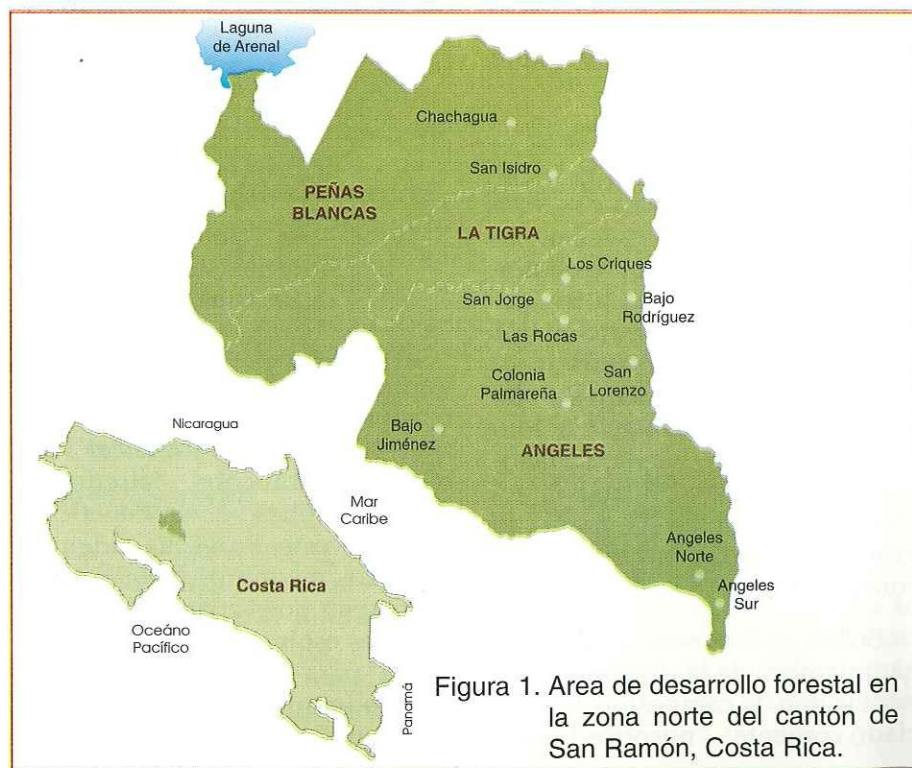 Laguna
de Arenal
Chachagua
San Isidro
PEÑAS
BLANCAS
LA TIGRA
Los Criques
San Jorge
Bajo
Rodríguez
Las Rocas
Colonia
Palmareña
San
Lorenzo
Bajo
Jiménez
ANGELES
Angeles
Norte
Angeles
Sur
Nicaragua
Mar
Caribe
Costa Rica
Oceáno
Pacífico
Panamá
Figura 1. Area de desarrollo forestal en
la zona norte del cantón de
San Ramón, Costa Rica.